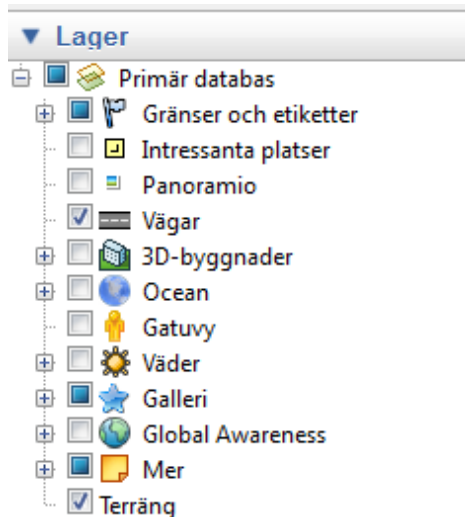 Lager
Primär databas
Gränser och etiketter
Intressanta platser
Panoramio
Vägar
3D-byggnader
Ocean
Gatuvy
Väder
Galleri
Global Awareness
Mer
Terräng